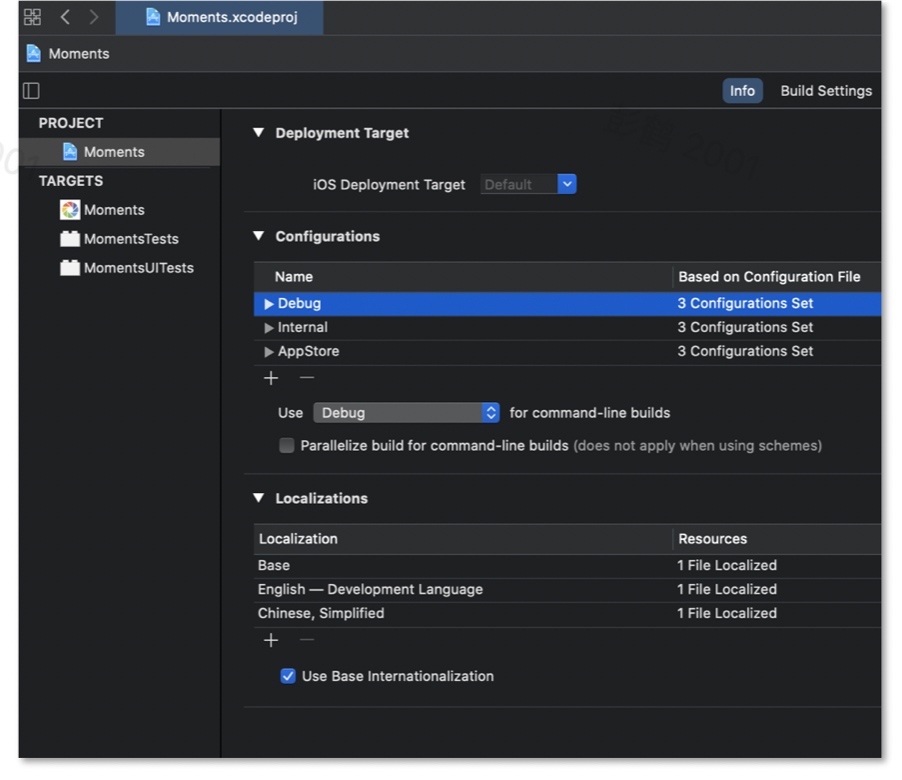 Moments.xcodeproj
Moments
Info Build Settings
PROJECT
Moments
TARGETS
Moments
MomentsTests
MomentsUITests
Deployment Target
iOS Deployment Target Default
Configurations
Name Based on Configuration File
Debug 3 Configurations Set
Internal 3 Configurations Set
AppStore 3 Configurations Set
Use Debug for command-line builds
Parallelize build for command-line builds (does not apply when using schemes)
Localizations
Localization Resources
Base 1 File Localized
English — Development Language 1 File Localized
Chinese, Simplified 1 File Localized
Use Base Internationalization